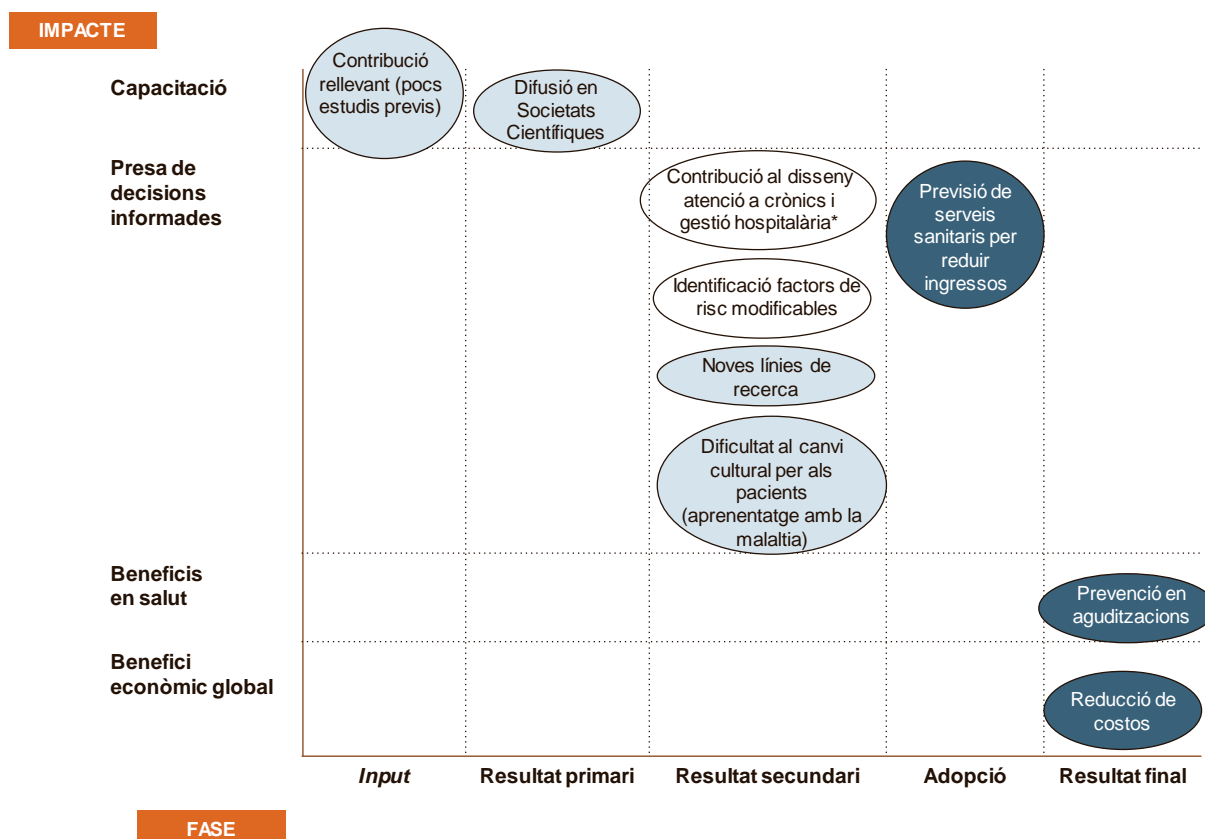 IMPACTE
Capacitació
Contribució
rellevant (pocs
estudis previs)
Difusió en
Societats
Científiques
Presa de
decisions
informades
Contribució al disseny
atenció a crònics i
gestió hospitalària*
Previsió de
serveis
sanitaris per
reduir
ingressos
Identificació factors de
risc modificables
Noves línies de
recerca
Dificultat al canvi
cultural per als
pacients
(aprenentatge amb la
malaltia)
Beneficis
en salut
Prevenció en
aguditzacions
Benefici
econòmic global
Reducció de
costos
Input
Resultat primari
Resultat secundari
Adopció
Resultat final
FASE